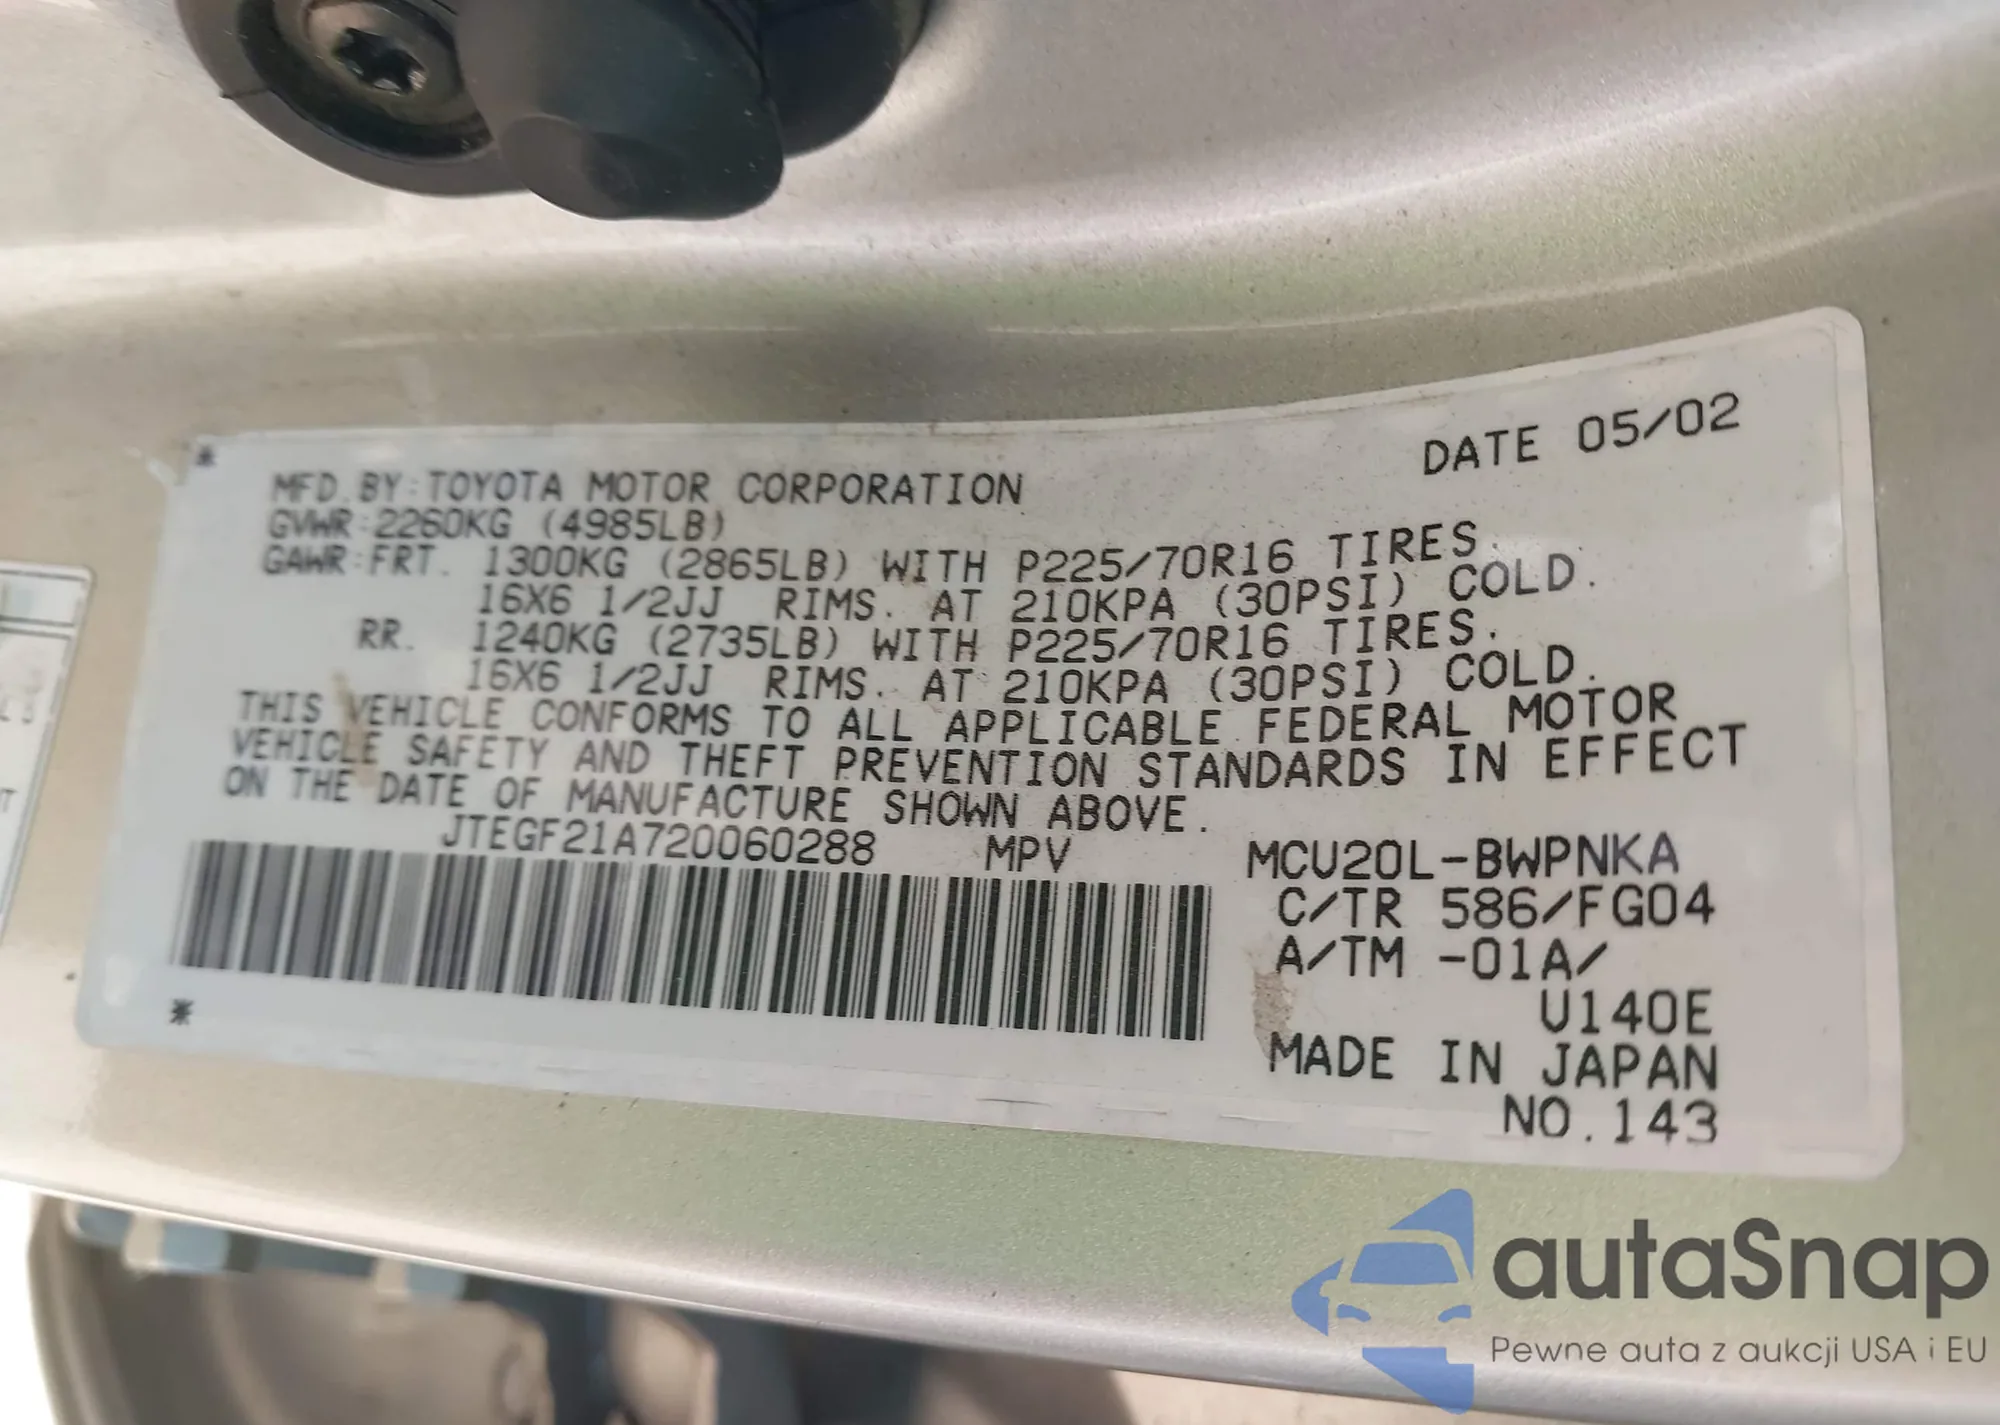 DATE 05/02
MFD.BY:TOYOTA MOTOR CORPORATION
GVWR:2260KG (4985LB)
GAWR:FRT. 1300KG (2865LB) WITH P225/70R16 TIRES.
16X6 1/2JJ RIMS. AT 210KPA (30PSI) COLD.
RR. 1240KG (2735LB) WITH P225/70R16 TIRES.
16X6 1/2JJ RIMS. AT 210KPA (30PSI) COLD.
THIS VEHICLE CONFORMS TO ALL APPLICABLE FEDERAL MOTOR
VEHICLE SAFETY AND THEFT PREVENTION STANDARDS IN EFFECT
ON THE DATE OF MANUFACTURE SHOWN ABOVE.
JTEGF21A720060288 MPV
MCU20L-BWPNKA
C/TR 586/FG04
A/TM -01A/
U140E
MADE IN JAPAN
NO.143
autaSnap
Pewne auta z aukcji USA i EU